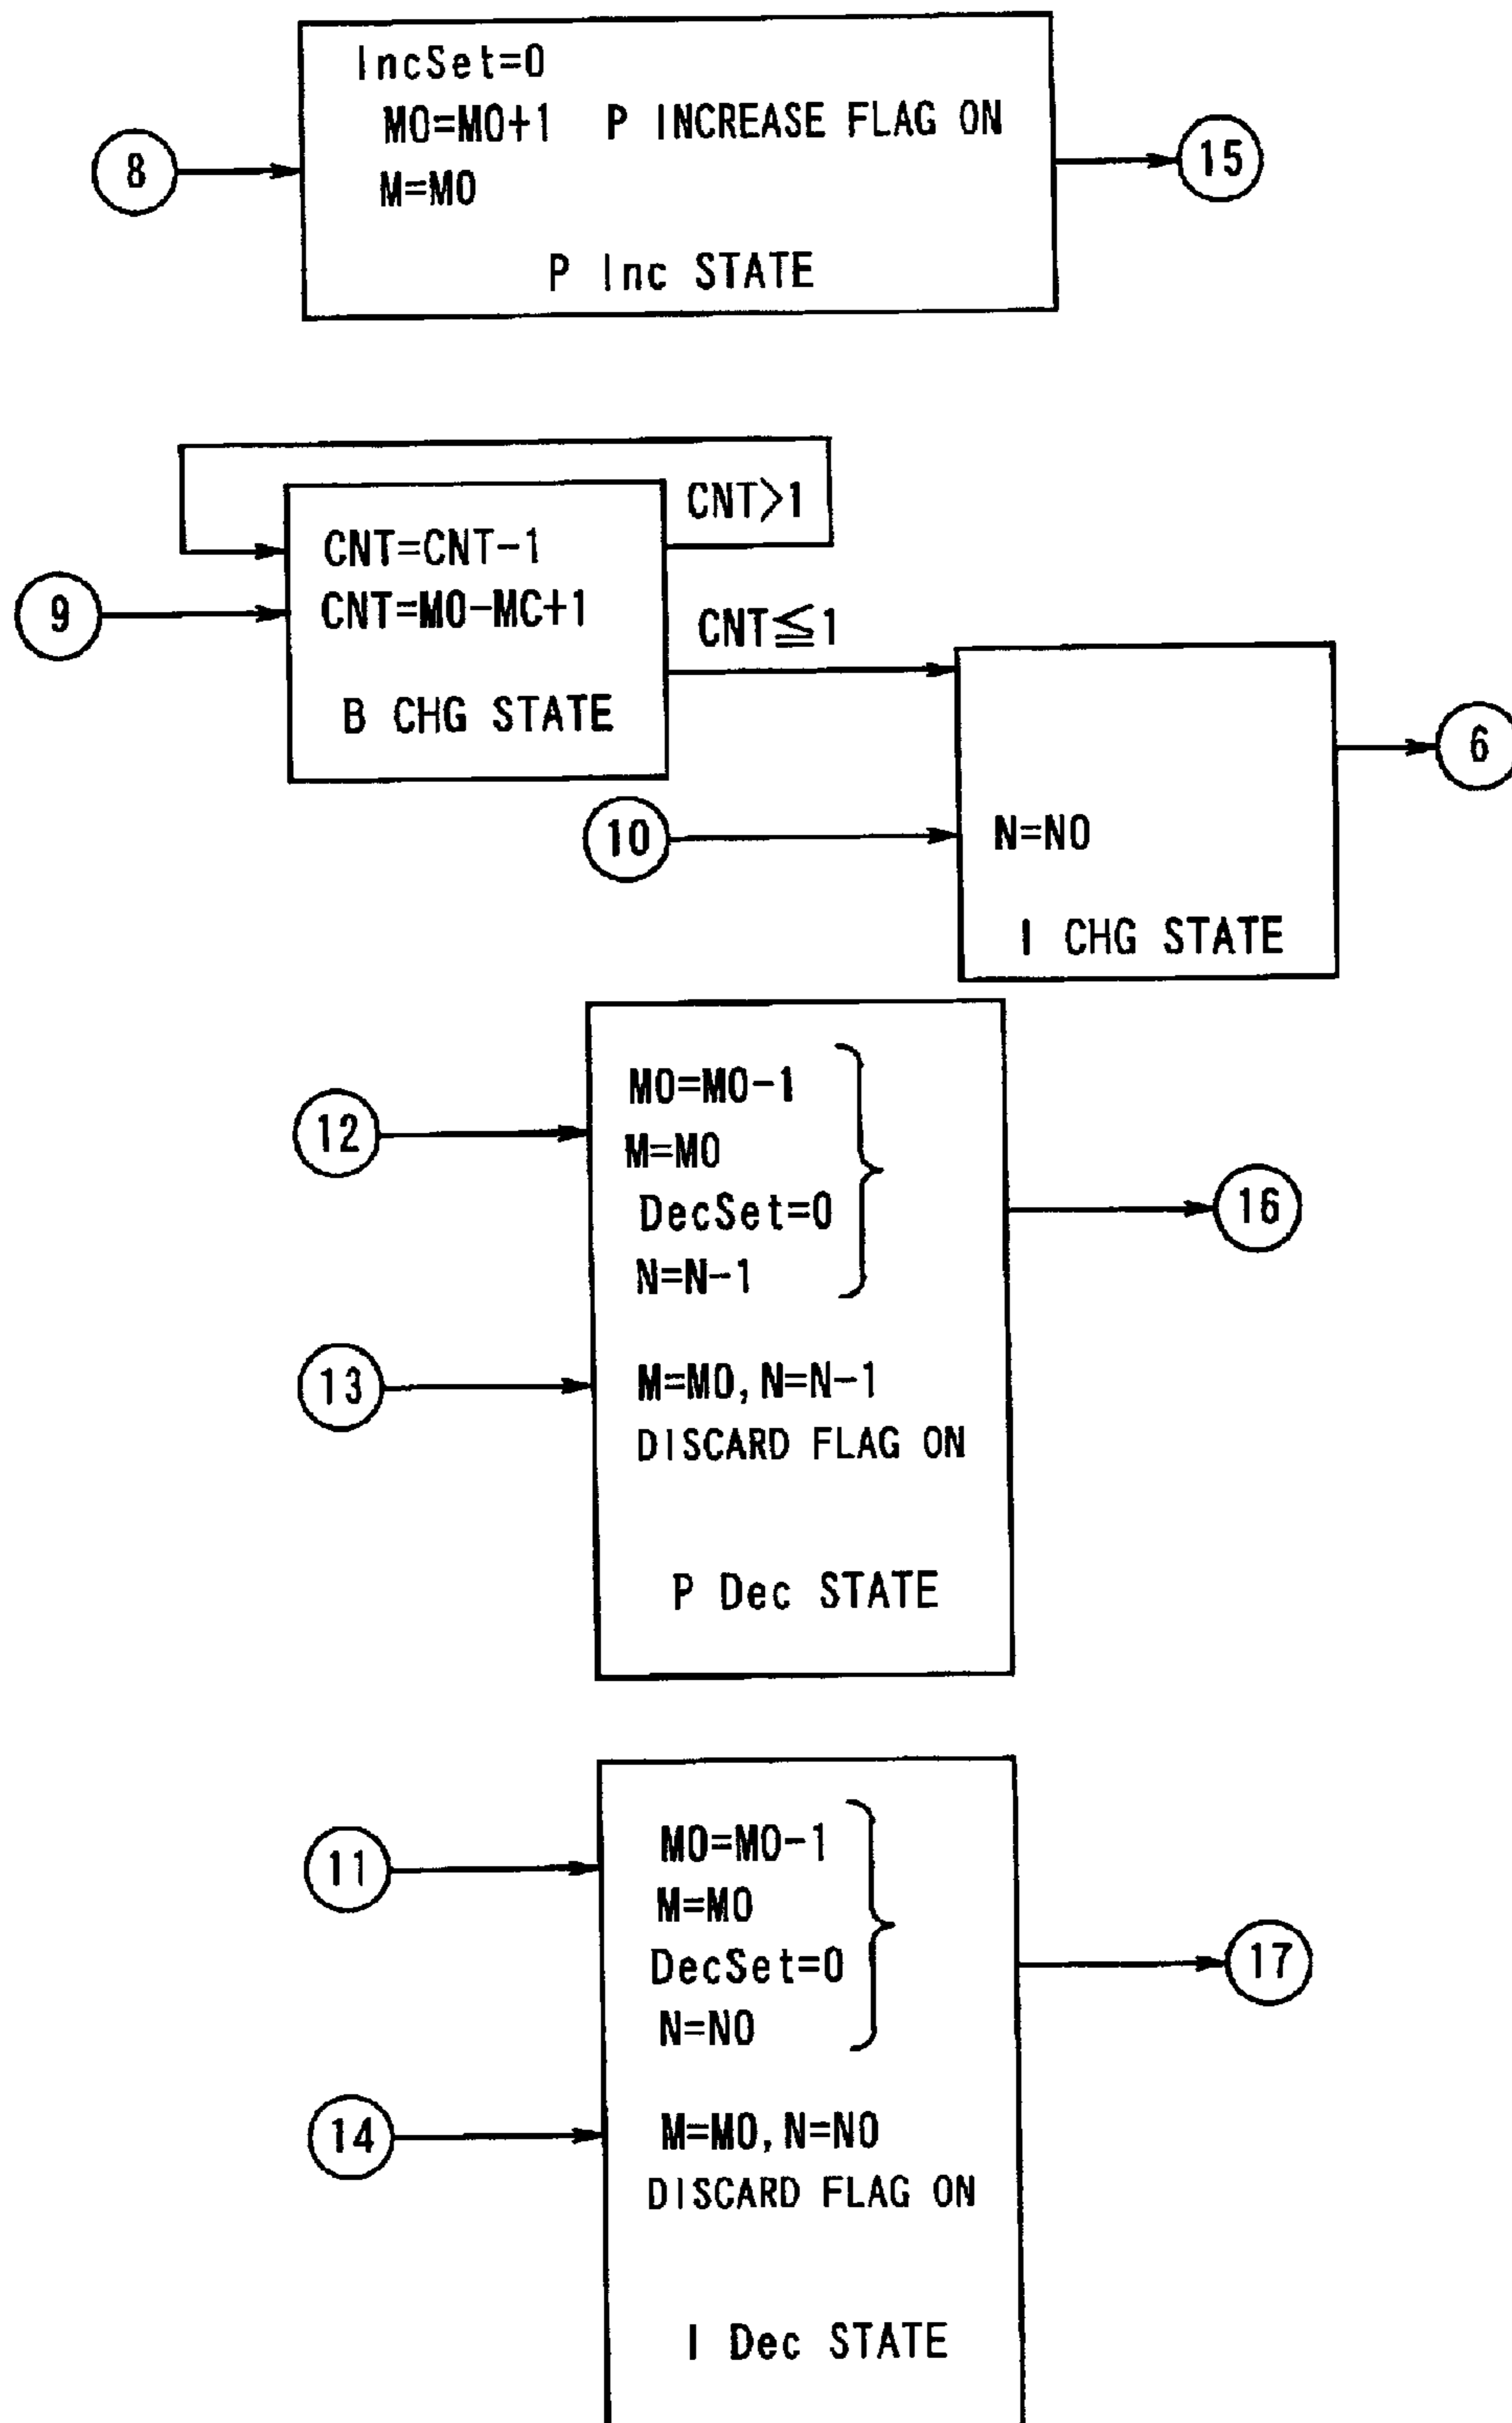 IncSet=0
M0=M0+1 P INCREASE FLAG ON
8
15
M=M0
P Inc STATE
CNT>1
CNT=CNT-1
9
CNT=M0-MC+1
CNT≦1
B CHG STATE
6
10
N=N0
I CHG STATE
M0=M0-1
12
M=M0
DecSet=0
16
N=N-1
13
M=M0, N=N-1
DISCARD FLAG ON
P Dec STATE
M0=M0-1
11
M=M0
DecSet=0
17
N=N0
14
M=M0, N=N0
DISCARD FLAG ON
I Dec STATE